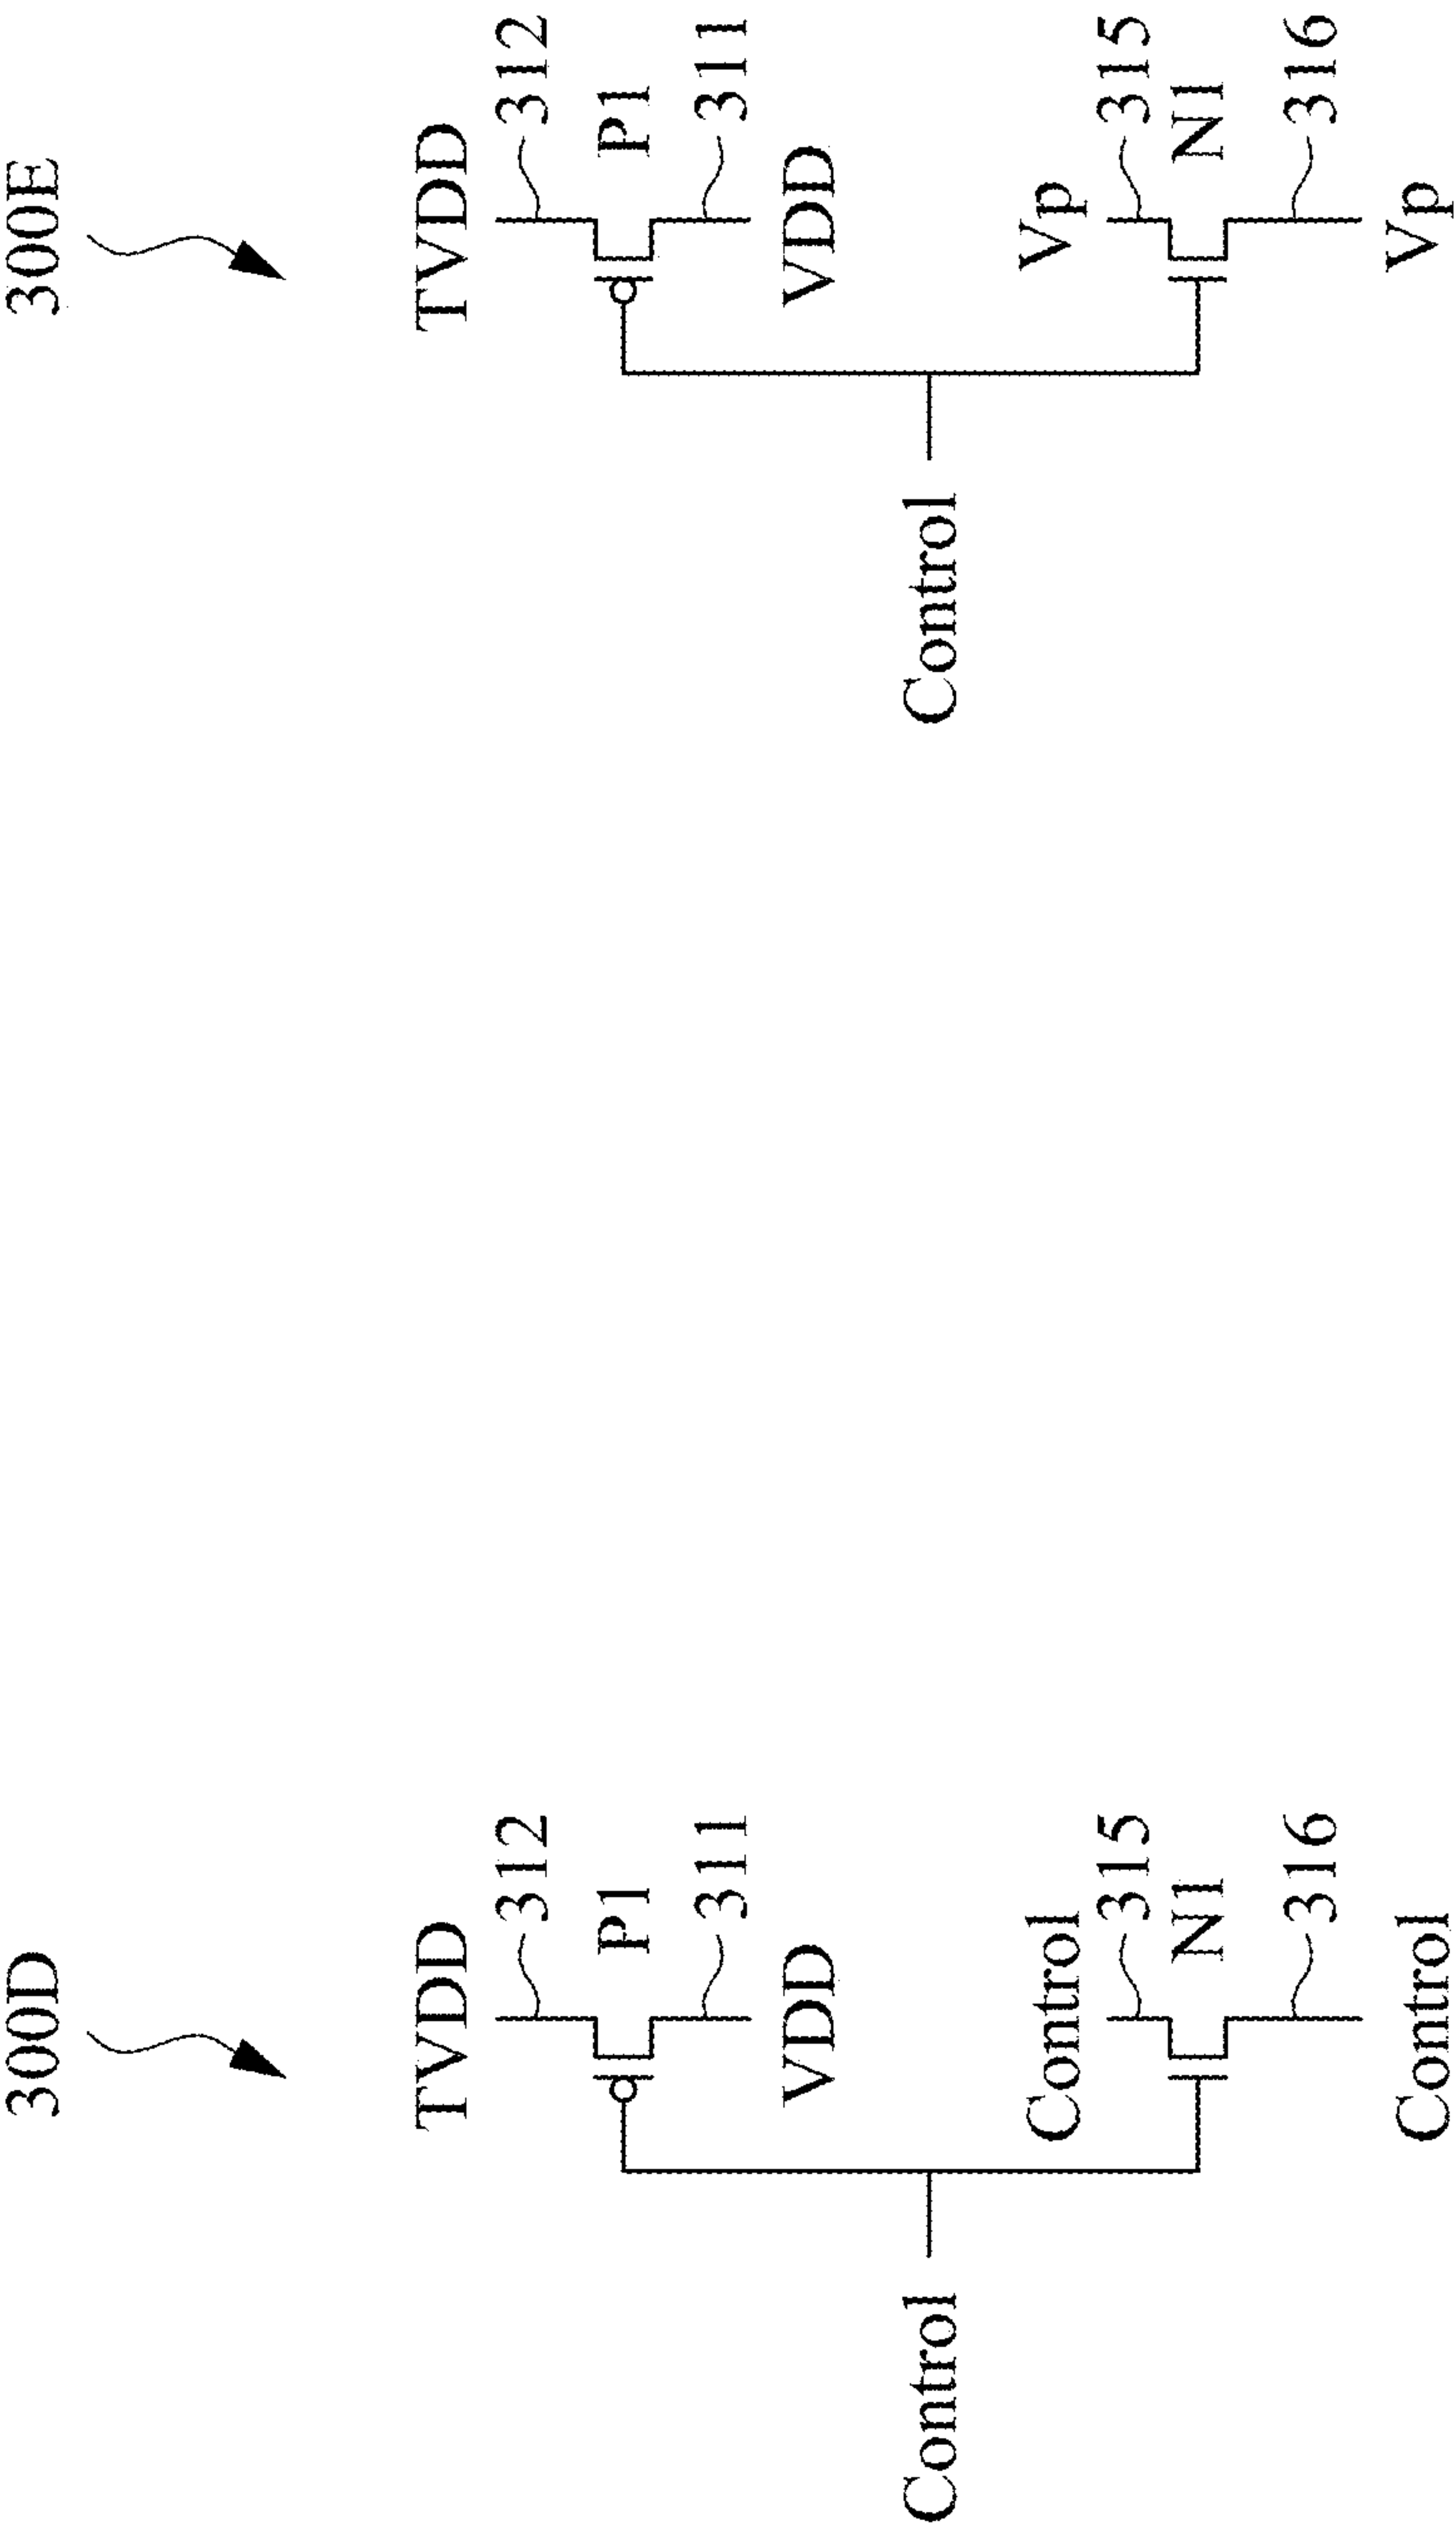 300D
TVDD
312
P1
311
VDD
Control
Control
315
N1
316
Control
300E
TVDD
312
P1
311
VDD
Control
Vp
315
N1
316
Vp